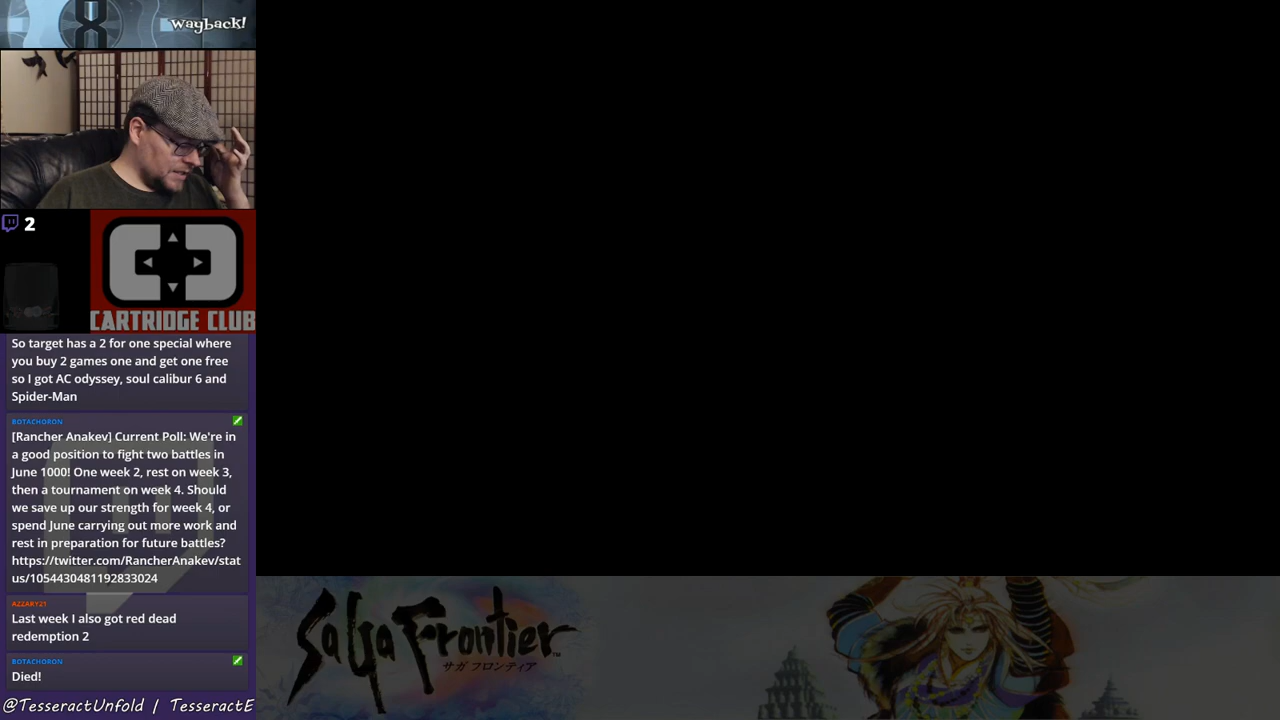 wayback!
2
CARTRIDGE CLUB
So target has a 2 for one special where
you buy 2 games one and get one free
so I got AC odyssey, soul calibur 6 and
Spider-Man
BOTACHORON
[Rancher Anakev] Current Poll: We're in
a good position to fight two battles in
June 1000! One week 2, rest on week 3,
then a tournament on week 4. Should
we save up our strength for week 4, or
spend June carrying out more work and
rest in preparation for future battles?
https://twitter.com/RancherAnakev/stat
us/1054430481192833024
AZZARY21
Last week I also got red dead
redemption 2
BOTACHORON
Died!
@TesseractUnfold / TesseractE
SaGa Frontier™
サガ フロンティア